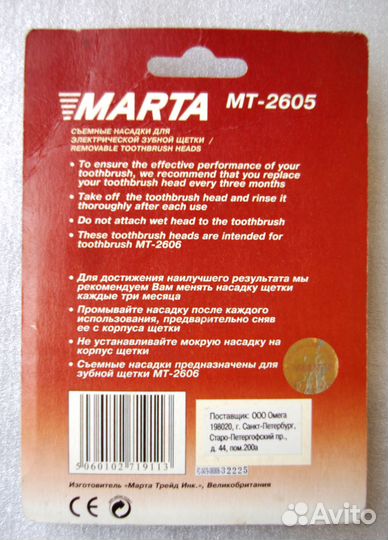 MARTA MT-2605
СЪЕМНЫЕ НАСАДКИ ДЛЯ
ЭЛЕКТРИЧЕСКОЙ ЗУБНОЙ ЩЕТКИ /
REMOVABLE TOOTHBRUSH HEADS
• To ensure the effective performance of your
toothbrush, we recommend that you replace
your toothbrush head every three months
• Take off the toothbrush head and rinse it
thoroughly after each use
• Do not attach wet head to the toothbrush
• These toothbrush heads are intended for
toothbrush MT-2606
• Для достижения наилучшего результата мы
рекомендуем Вам менять насадку щетки
каждые три месяца
• Промывайте насадку после каждого
использования, предварительно сняв
ее с корпуса щетки
• Не устанавливайте мокрую насадку на
корпус щетки
• Съемные насадки предназначены для
зубной щетки MT-2606
Поставщик: ООО Омега
198020, г. Санкт-Петербург,
Старо-Петергофский пр.,
д. 44, пом.200а
32225
5 060102 719113
Изготовитель «Марта Трейд Инк.», Великобритания
CE
Avito